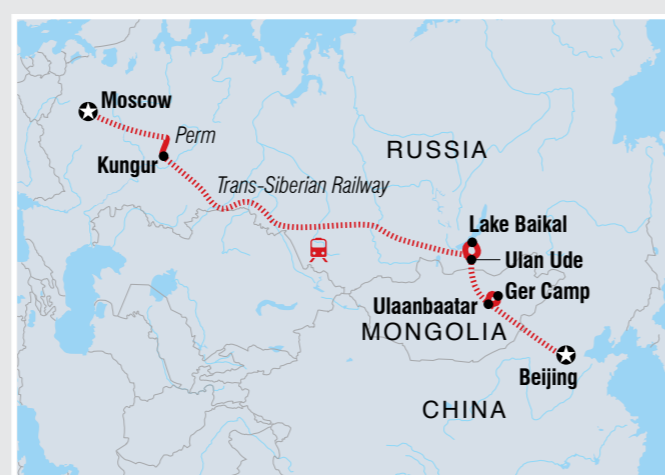 Moscow
Perm
Kungur
RUSSIA
Trans-Siberian Railway
Lake Baikal
Ulan Ude
Ger Camp
Ulaanbaatar
MONGOLIA
Beijing
CHINA